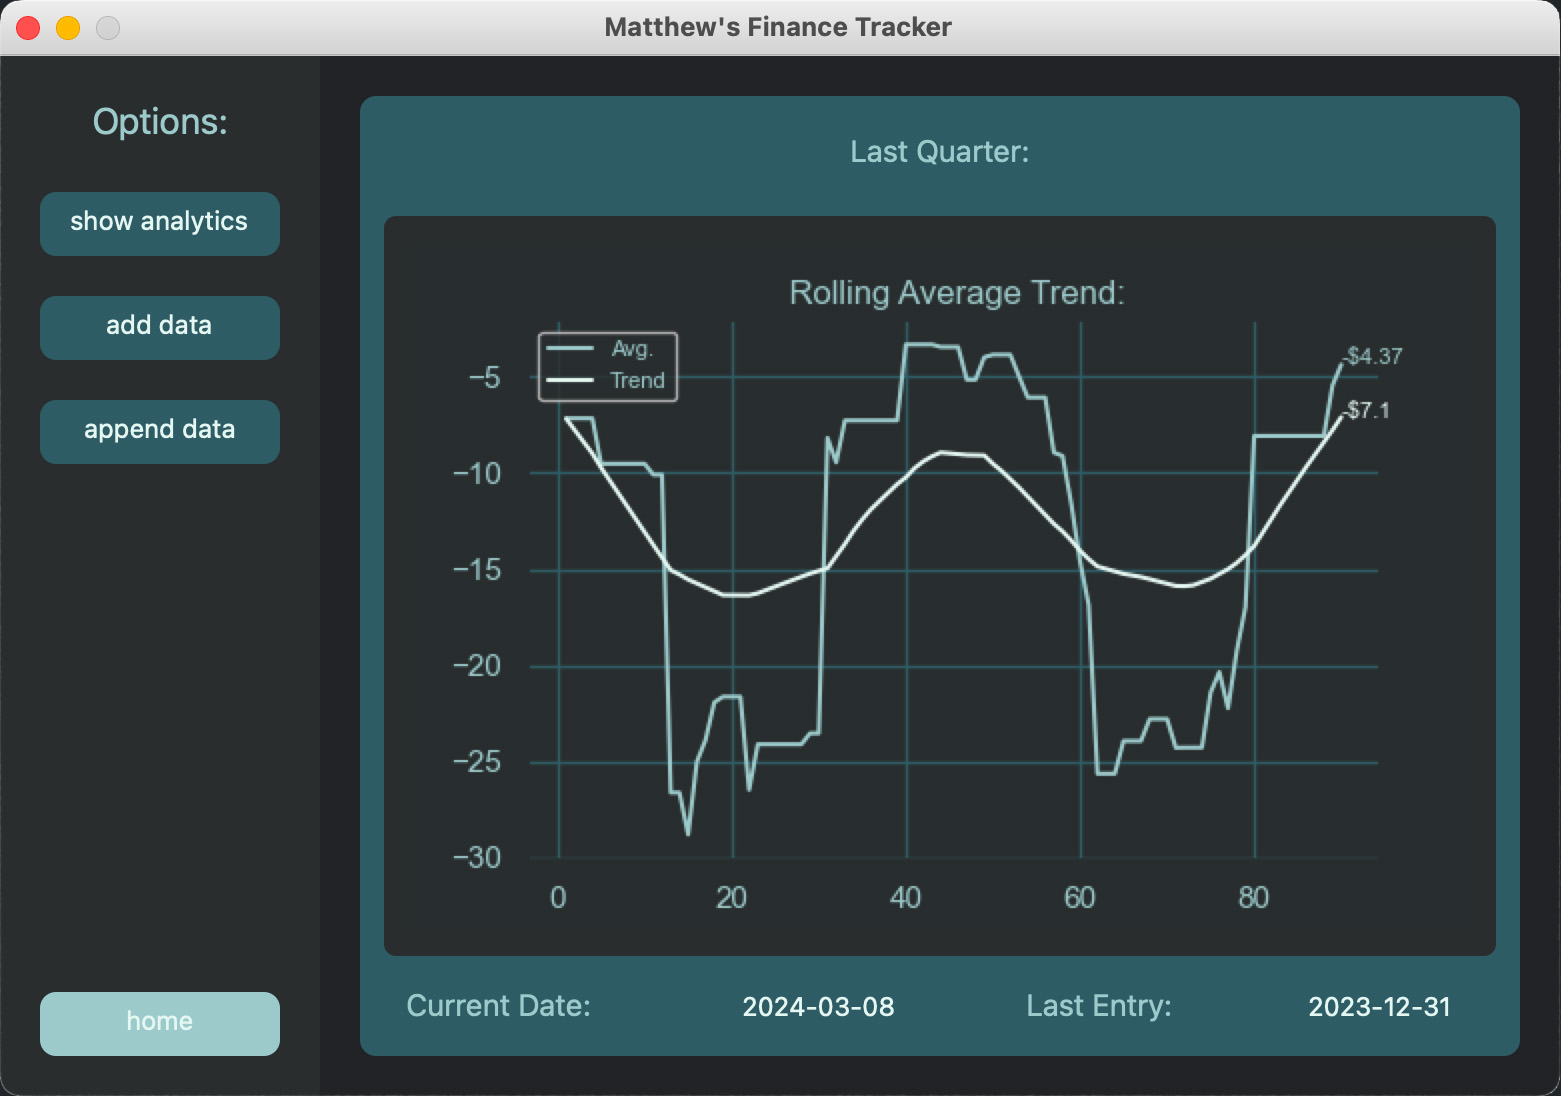 Matthew's Finance Tracker
Options:
show analytics
add data
append data
home
Last Quarter:
Rolling Average Trend:
Avg.
Trend
−5
−10
−15
−20
−25
−30
0 20 40 60 80
-$4.37
-$7.1
Current Date: 2024-03-08 Last Entry: 2023-12-31